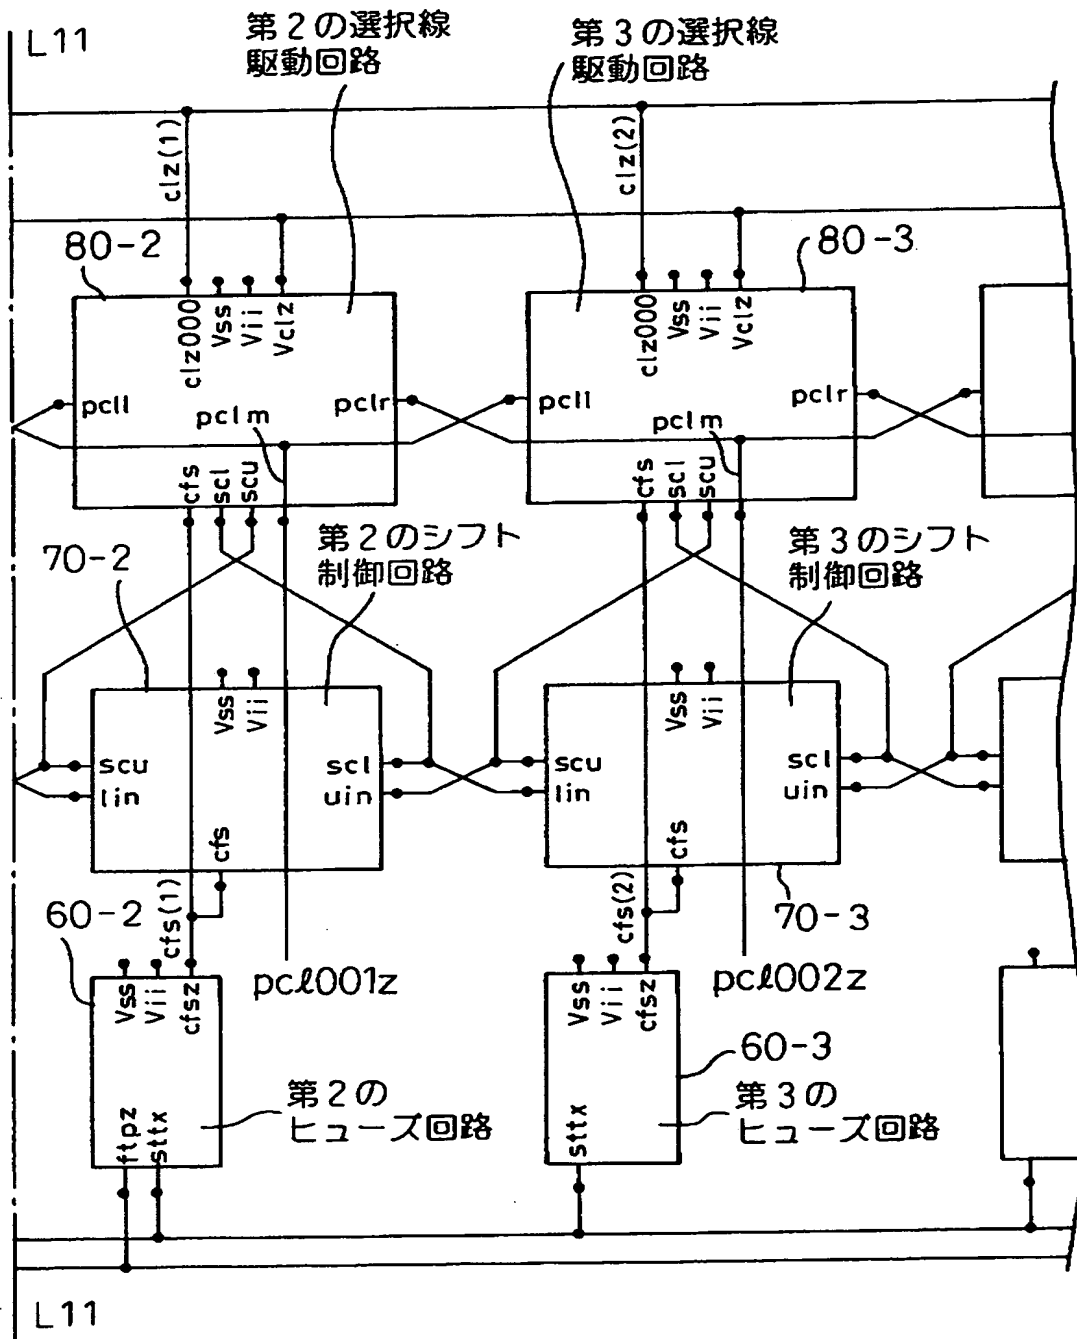 L11
第2の選択線
駆動回路
第3の選択線
駆動回路
clz(1)
clz(2)
80-2
80-3
clz000
Vss
Vii
Vclz
clz000
Vss
Vii
Vclz
pcll
pclr
pclm
pcll
pclr
pclm
cfs
scl
scu
cfs
scl
scu
70-2
第2のシフト
制御回路
第3のシフト
制御回路
Vss
Vii
Vss
Vii
scu
lin
scl
uin
scu
lin
scl
uin
cfs
cfs
60-2
cfs(1)
cfs(2)
70-3
pcl001z
pcl002z
Vss
Vii
cfsz
Vss
Vii
cfsz
60-3
第2の
ヒューズ回路
第3の
ヒューズ回路
ftpz
sttx
sttx
L11